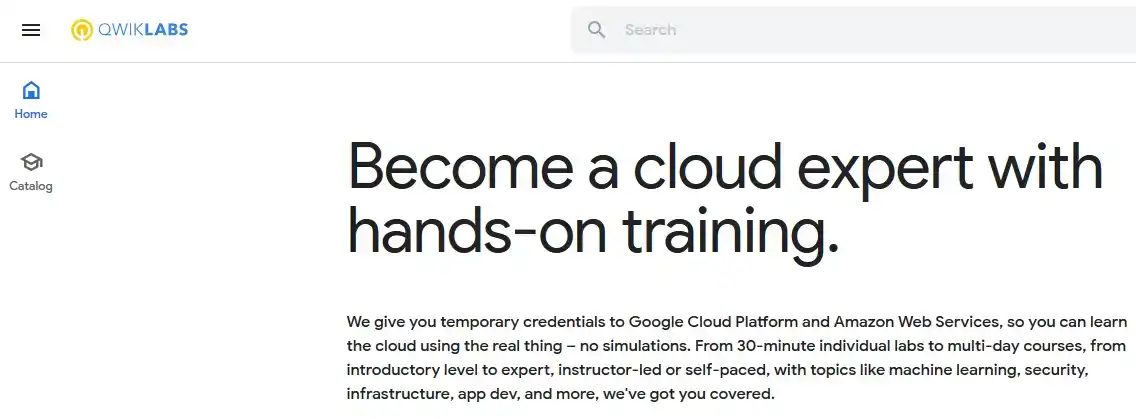 QWIKLABS
Search
Home
Catalog
Become a cloud expert with
hands-on training.
We give you temporary credentials to Google Cloud Platform and Amazon Web Services, so you can learn
the cloud using the real thing – no simulations. From 30-minute individual labs to multi-day courses, from
introductory level to expert, instructor-led or self-paced, with topics like machine learning, security,
infrastructure, app dev, and more, we've got you covered.